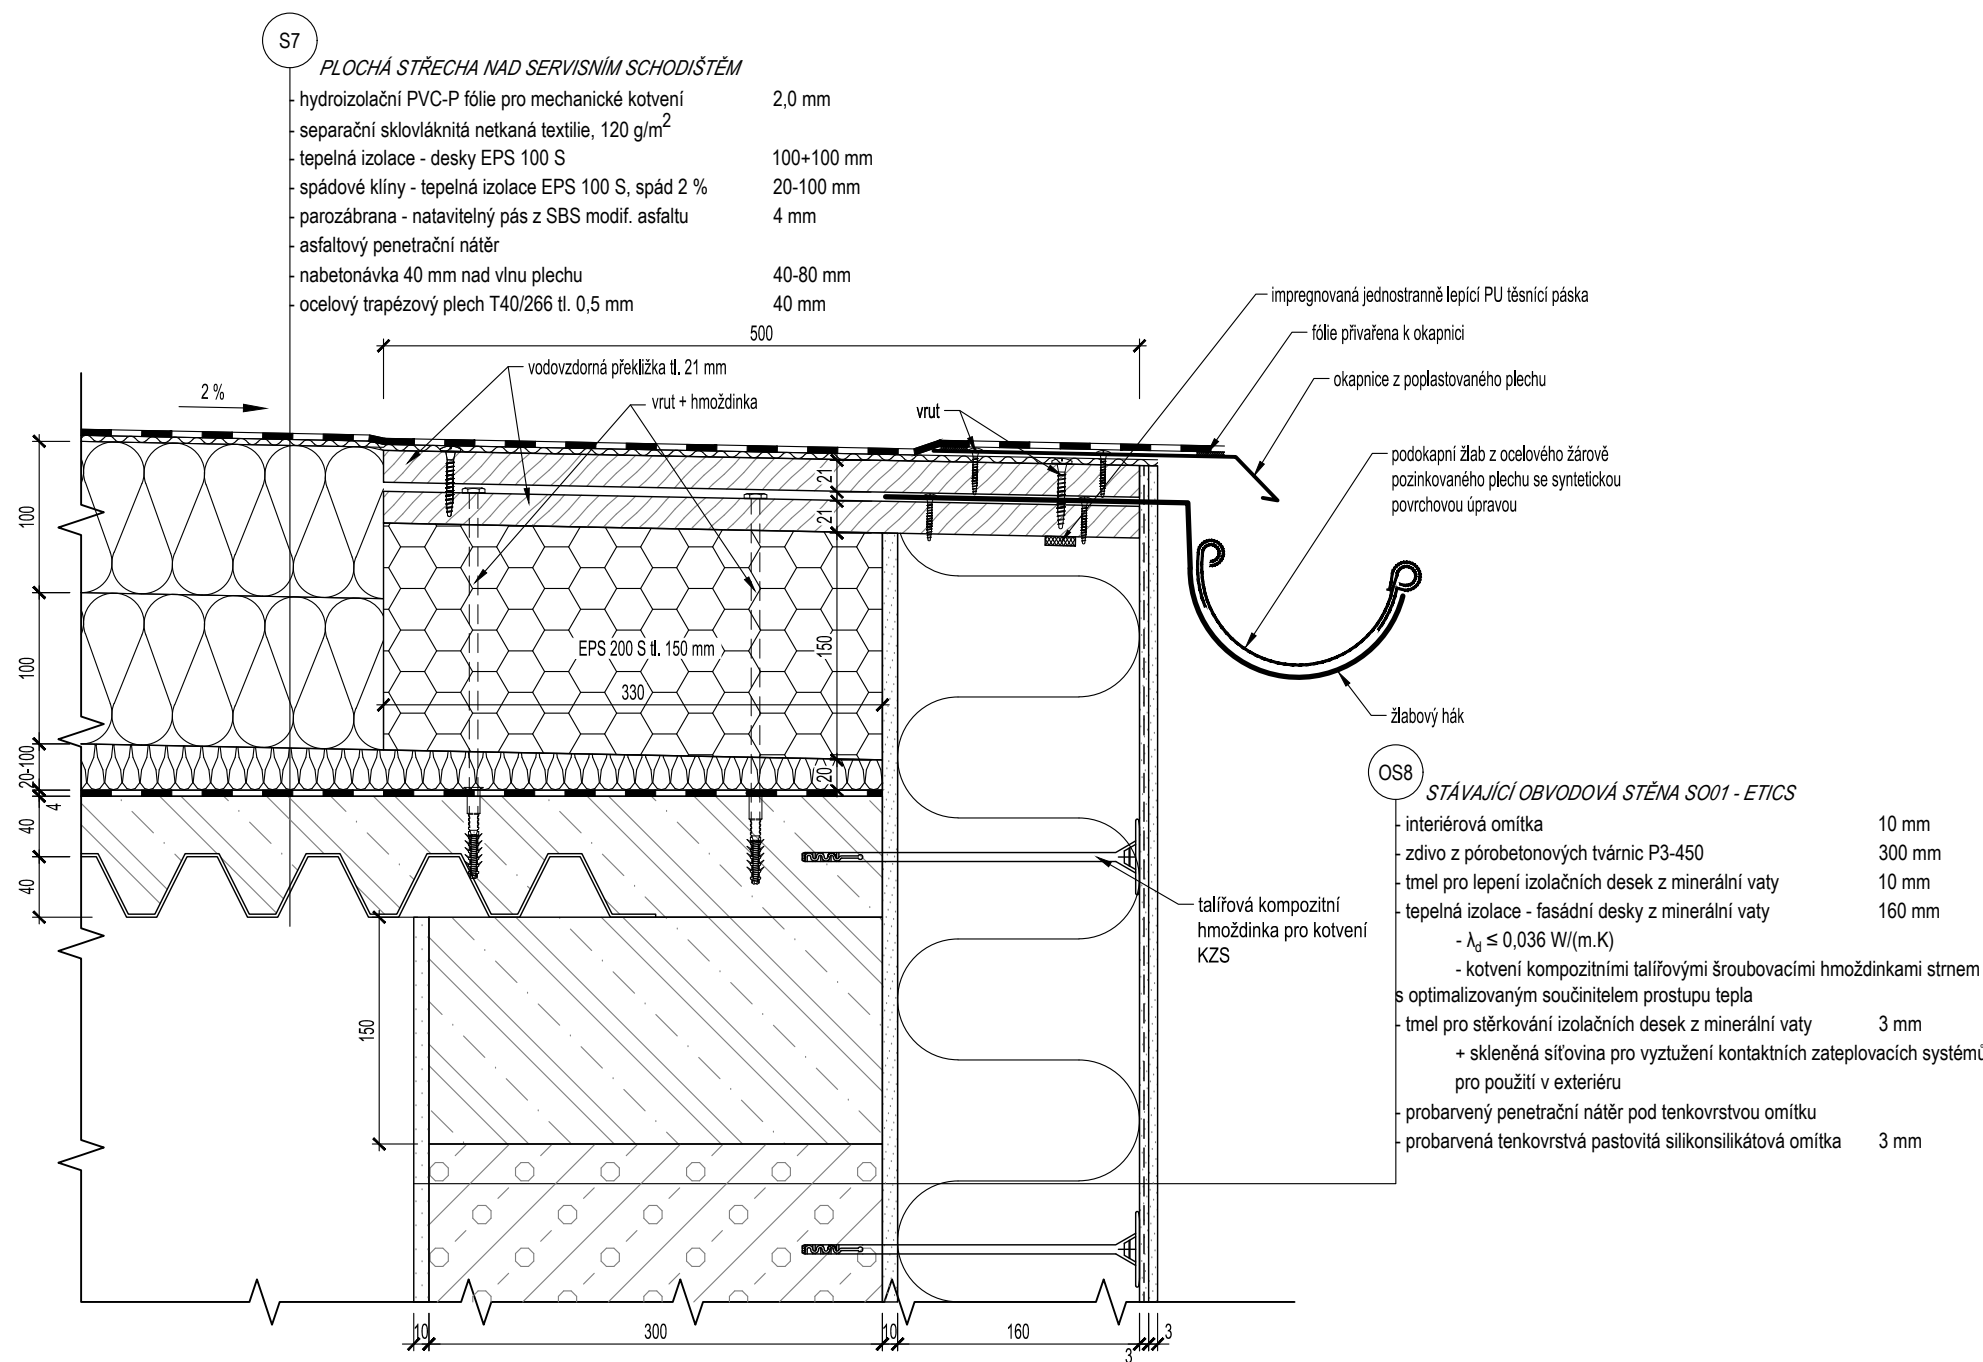 S7
PLOCHÁ STŘECHA NAD SERVISNÍM SCHODIŠTĚM
hydroizolační PVC-P fólie pro mechanické kotvení 2,0 mm
separační sklovláknitá netkaná textilie, 120 g/m2
tepelná izolace - desky EPS 100 S 100+100 mm
spádové klíny - tepelná izolace EPS 100 S, spád 2 % 20-100 mm
parozábrana - natavitelný pás z SBS modif. asfaltu 4 mm
asfaltový penetrační nátěr
nabetonávka 40 mm nad vlnu plechu 40-80 mm
ocelový trapézový plech T40/266 tl. 0,5 mm 40 mm
500
impregnovaná jednostranně lepící PU těsnící páska
fólie přivařena k okapnici
okapnice z poplastovaného plechu
vodovzdorná překližka tl. 21 mm
vrut + hmoždinka
vrut
2 %
podokapní žlab z ocelového žárově
pozinkovaného plechu se syntetickou
povrchovou úpravou
žlabový hák
100
100
20-100
4
40
40
21
21
150
20
EPS 200 S tl. 150 mm
330
150
OS8
STÁVAJÍCÍ OBVODOVÁ STĚNA SO01 - ETICS
interiérová omítka 10 mm
zdivo z pórobetonových tvárnic P3-450 300 mm
tmel pro lepení izolačních desek z minerální vaty 10 mm
tepelná izolace - fasádní desky z minerální vaty 160 mm
- λd ≤ 0,036 W/(m.K)
- kotvení kompozitními talířovými šroubovacími hmoždinkami strnem
s optimalizovaným součinitelem prostupu tepla
tmel pro stěrkování izolačních desek z minerální vaty 3 mm
+ skleněná síťovina pro vyztužení kontaktních zateplovacích systémů
pro použití v exteriéru
probarvený penetrační nátěr pod tenkovrstvou omítku
probarvená tenkovrstvá pastovitá silikonsilikátová omítka 3 mm
talířová kompozitní
hmoždinka pro kotvení
KZS
10
300
10
160
3
3